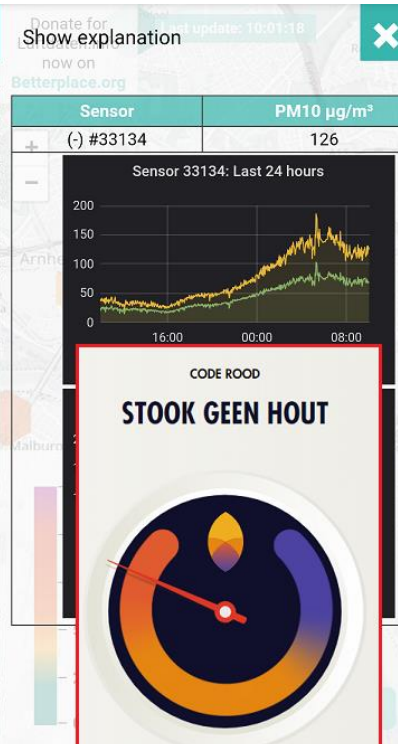 Donate for
Luftdaten.info
now on
Betterplace.org
Last update: 10:01:18
Show explanation
Sensor
PM10 µg/m³
(-) #33134
126
+
−
Sensor 33134: Last 24 hours
200
150
100
50
0
16:00
00:00
08:00
Arnhe
Malburg
CODE ROOD
STOOK GEEN HOUT